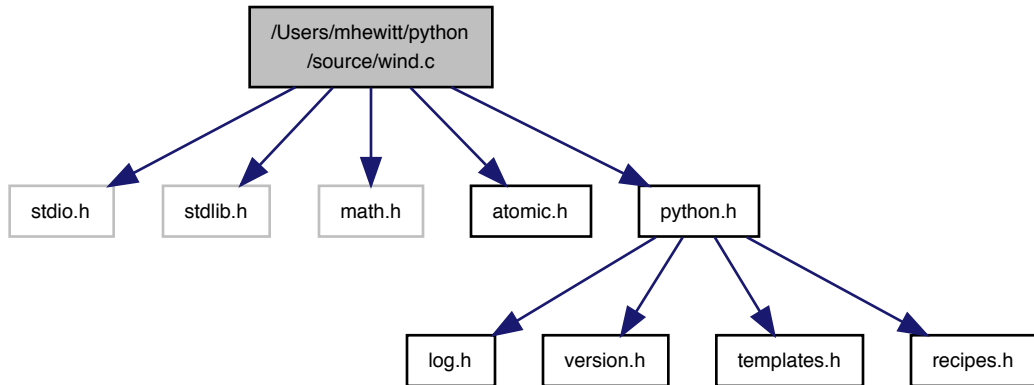 /Users/mhewitt/python
/source/wind.c
stdio.h
stdlib.h
math.h
atomic.h
python.h
log.h
version.h
templates.h
recipes.h